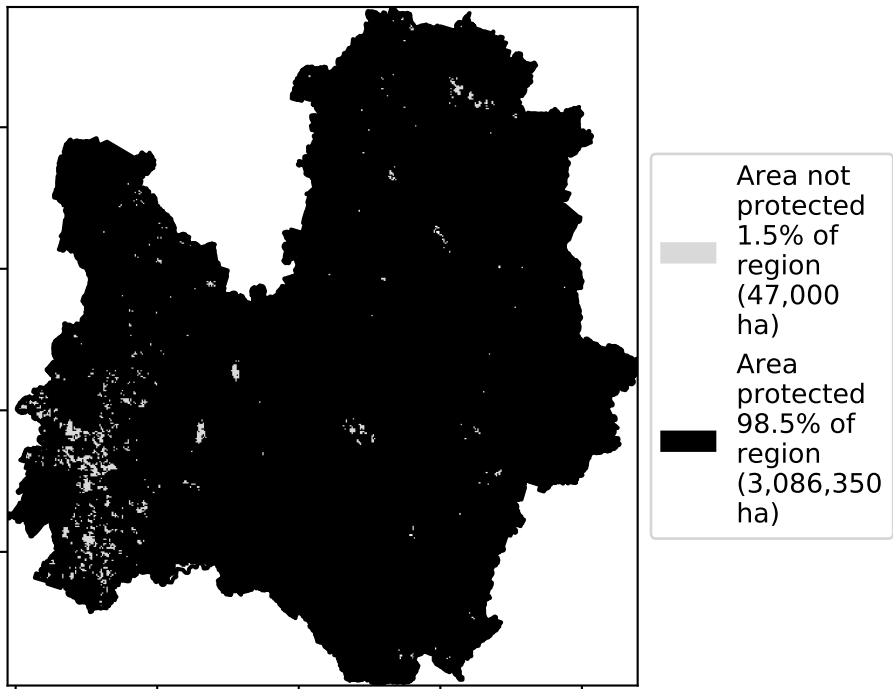 Area not
protected
1.5% of
region
(47,000
ha)
Area
protected
98.5% of
region
(3,086,350
ha)